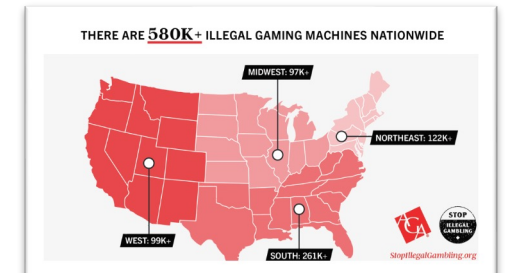 THERE ARE 580K+ ILLEGAL GAMING MACHINES NATIONWIDE
MIDWEST: 97K+
NORTHEAST: 122K+
WEST: 99K+
SOUTH: 261K+
AGA
STOP
ILLEGAL
GAMBLING
StopIllegalGambling.org